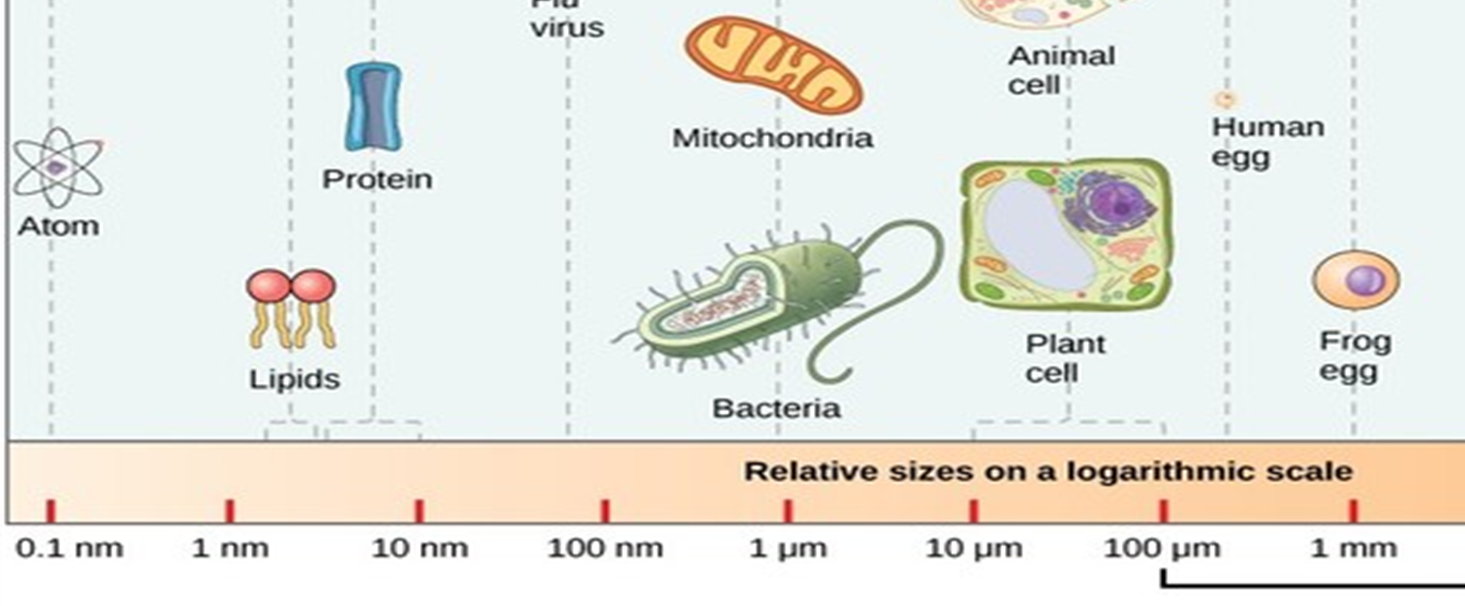 Flu
virus
Animal
cell
Mitochondria
Human
egg
Protein
Atom
Plant
cell
Frog
egg
Lipids
Bacteria
Relative sizes on a logarithmic scale
0.1 nm 1 nm 10 nm 100 nm 1 µm 10 µm 100 µm 1 mm